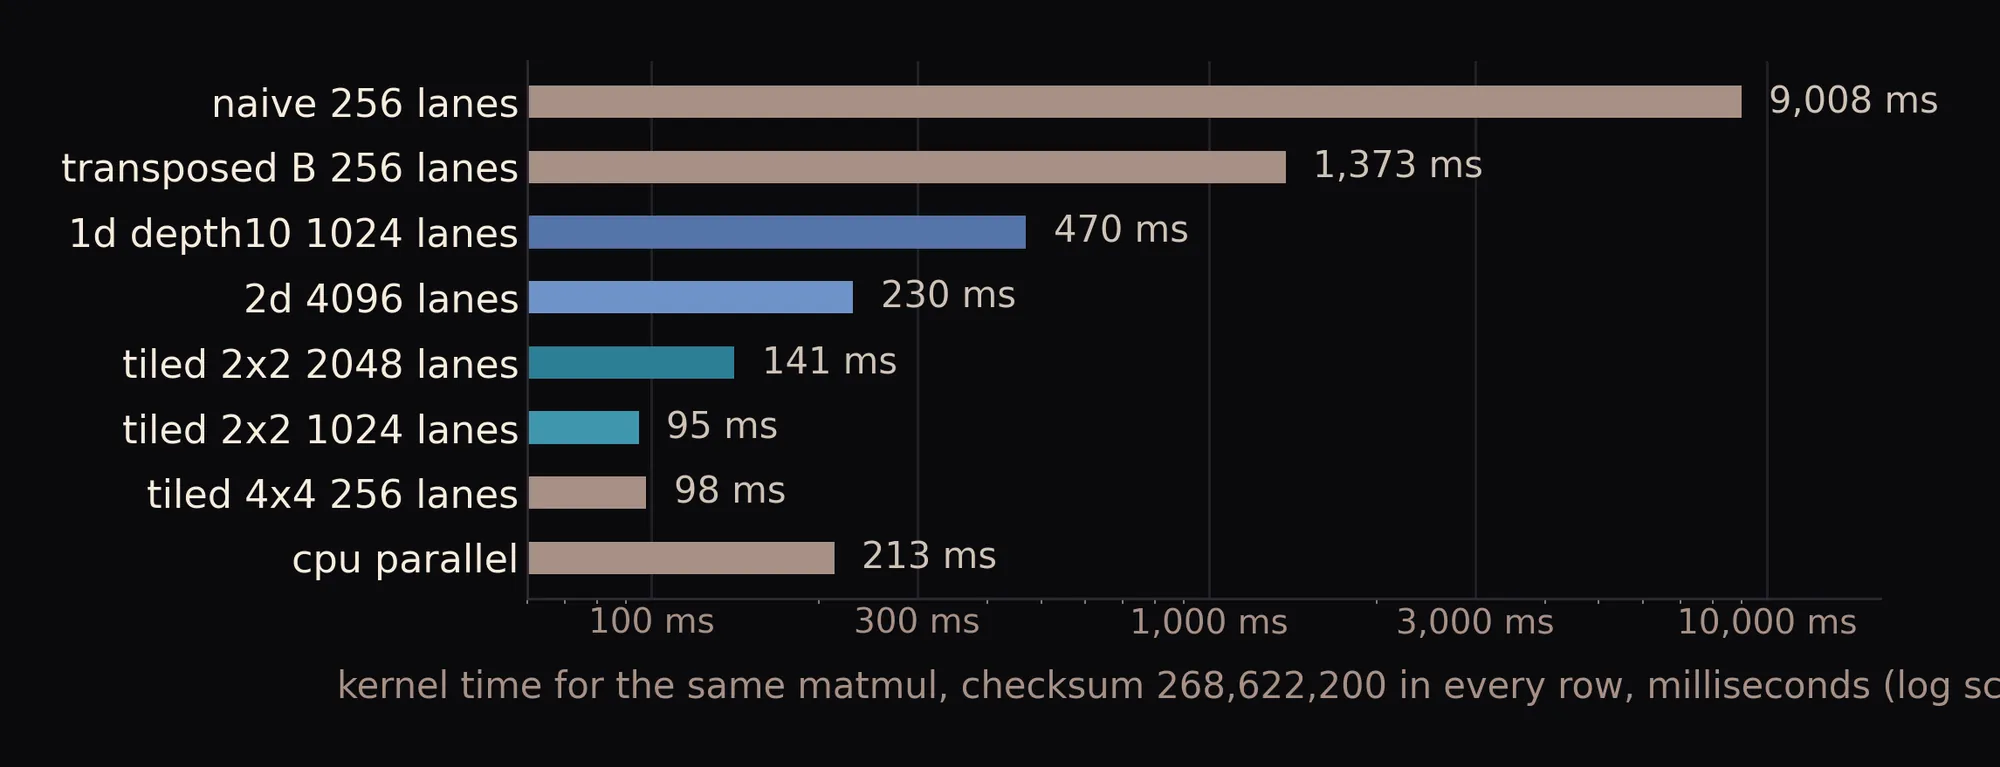 naive 256 lanes 9,008 ms
transposed B 256 lanes 1,373 ms
1d depth10 1024 lanes 470 ms
2d 4096 lanes 230 ms
tiled 2x2 2048 lanes 141 ms
tiled 2x2 1024 lanes 95 ms
tiled 4x4 256 lanes 98 ms
cpu parallel 213 ms
100 ms 300 ms 1,000 ms 3,000 ms 10,000 ms
kernel time for the same matmul, checksum 268,622,200 in every row, milliseconds (log sc